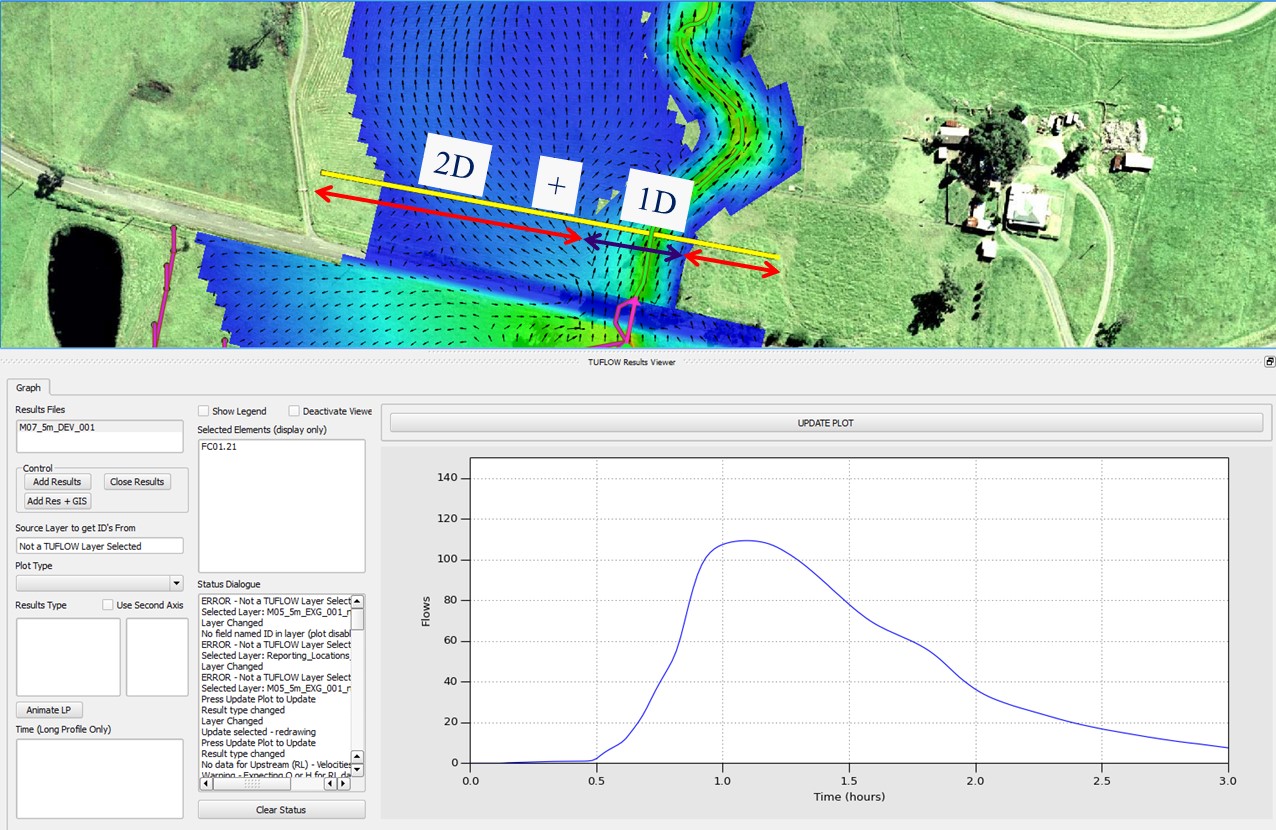 2D
+
1D
TUFLOW Results Viewer
Graph
Results Files
M07_5m_DEV_001
Control
Add Results
Close Results
Add Res + GIS
Source Layer to get ID's From
Not a TUFLOW Layer Selected
Plot Type
Results Type
Use Second Axis
Animate LP
Time (Long Profile Only)
Show Legend
Deactivate Viewe
Selected Elements (display only)
FC01.21
Status Dialogue
ERROR - Not a TUFLOW Layer Select
Selected Layer: M05_5m_EXG_001_r
Layer Changed
No field named ID in layer (plot disabl
ERROR - Not a TUFLOW Layer Select
Selected Layer: Reporting_Locations_
Layer Changed
ERROR - Not a TUFLOW Layer Select
Selected Layer: M05_5m_EXG_001_r
Press Update Plot to Update
Result type changed
Layer Changed
Update selected - redrawing
Press Update Plot to Update
Result type changed
No data for Upstream (RL) - Velocities
Warning - Expecting Q or H for RL da
Clear Status
UPDATE PLOT
140
120
100
80
60
40
20
0
Flows
0.0 0.5 1.0 1.5 2.0 2.5 3.0
Time (hours)